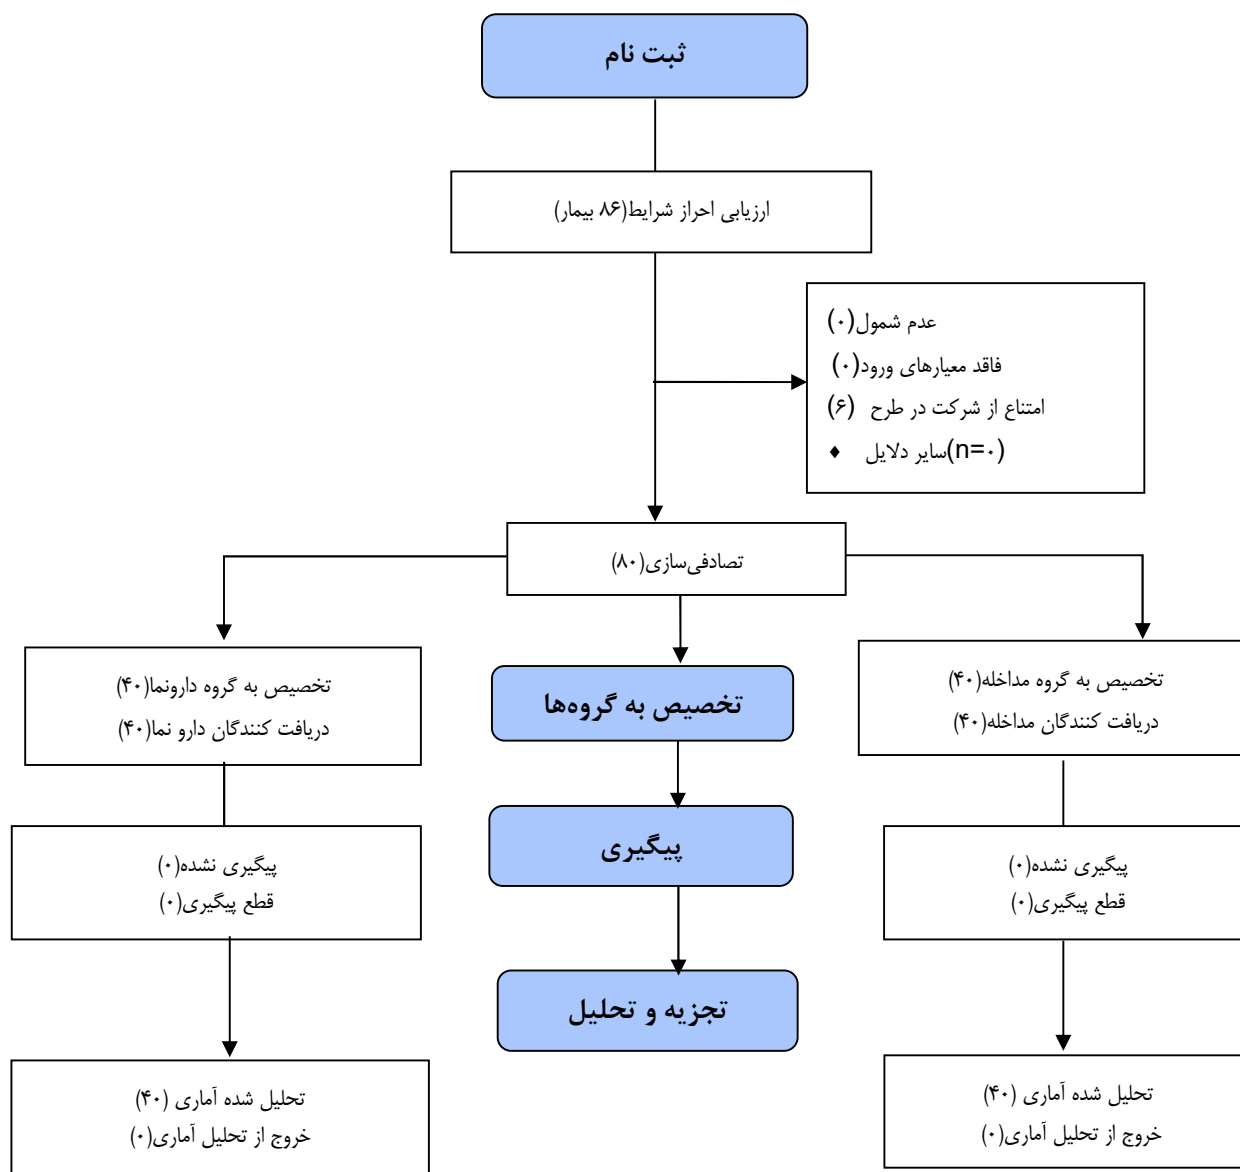 ثبت نام
ارزیابی احراز شرایط(۸۶ بیمار)
عدم شمول(۰)
فاقد معیارهای ورود(۰)
امتناع از شرکت در طرح (۶)
♦ سایر دلایل(n=۰)
تصادفی‌سازی(۸۰)
تخصیص به گروه مداخله(۴۰)
دریافت کنندگان مداخله(۴۰)
تخصیص به گروه‌ها
تخصیص به گروه دارونما(۴۰)
دریافت کنندگان دارو نما(۴۰)
پیگیری نشده(۰)
قطع پیگیری(۰)
پیگیری
پیگیری نشده(۰)
قطع پیگیری(۰)
تحلیل شده آماری (۴۰)
خروج از تحلیل آماری(۰)
تجزیه و تحلیل
تحلیل شده آماری (۴۰)
خروج از تحلیل آماری(۰)